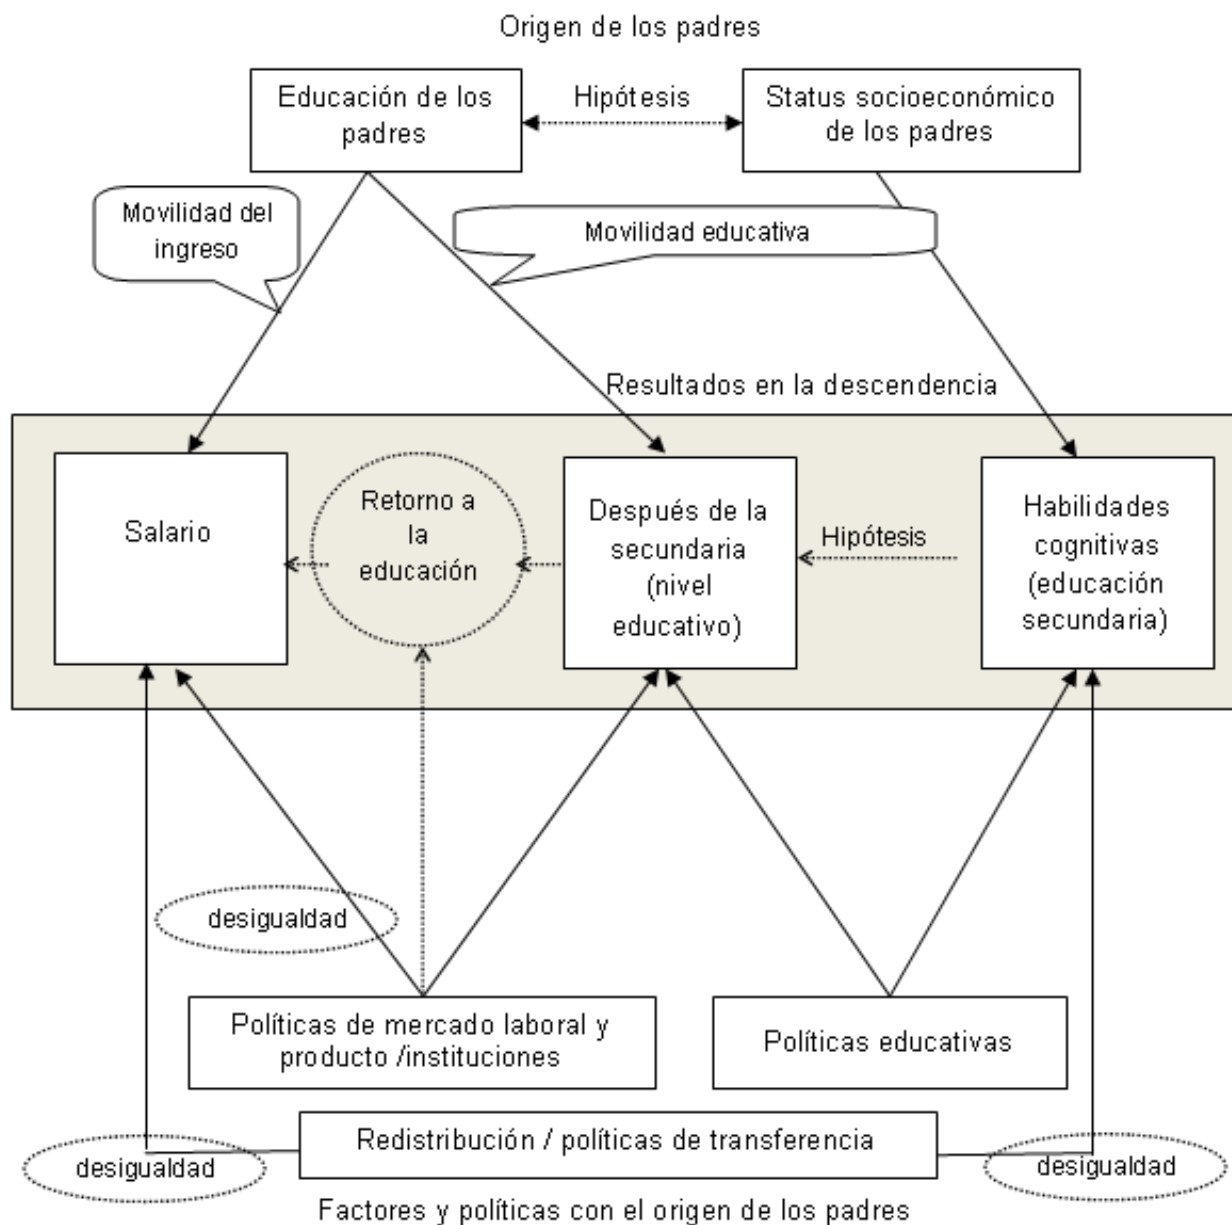 Origen de los padres
Educación de los
padres
Hipótesis
Status socioeconómico
de los padres
Movilidad del
ingreso
Movilidad educativa
Resultados en la descendencia
Salario
Retorno a
la
educación
Después de la
secundaria
(nivel
educativo)
Hipótesis
Habilidades
cognitivas
(educación
secundaria)
desigualdad
Políticas de mercado laboral y
producto /instituciones
Políticas educativas
Redistribución / políticas de transferencia
desigualdad
desigualdad
Factores y políticas con el origen de los padres